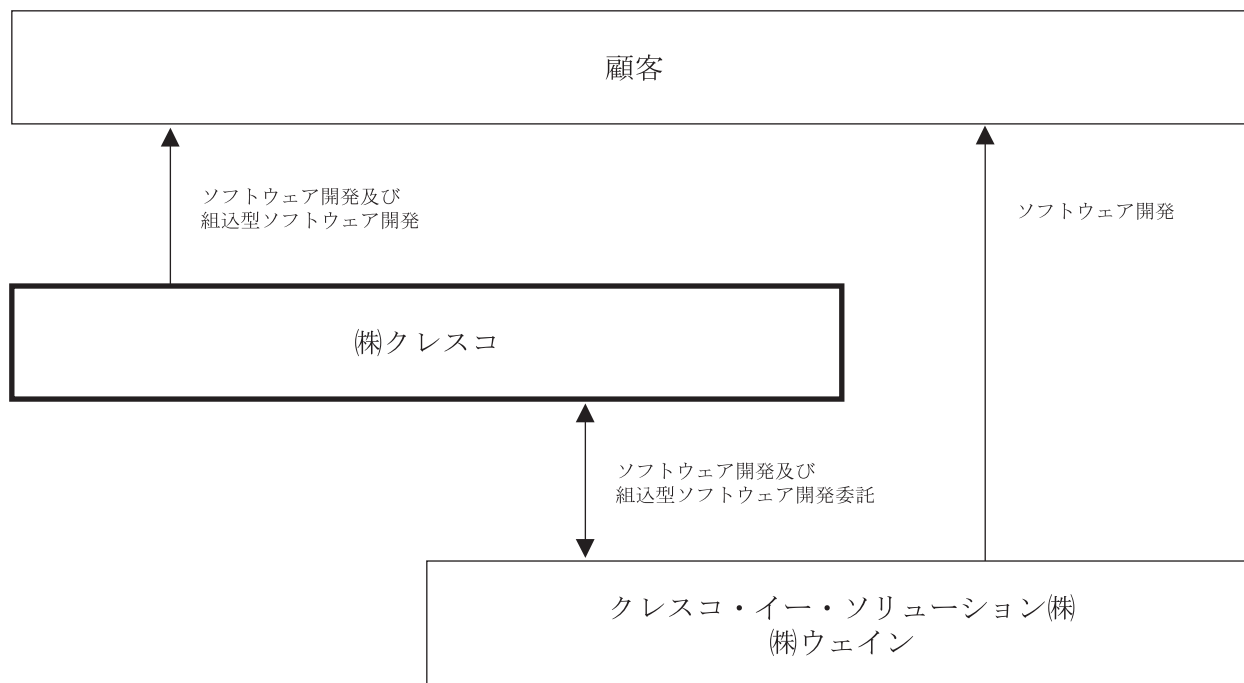 顧客
ソフトウェア開発及び
組込型ソフトウェア開発
ソフトウェア開発
㈱クレスコ
ソフトウェア開発及び
組込型ソフトウェア開発委託
クレスコ・イー・ソリューション㈱
㈱ウェイン